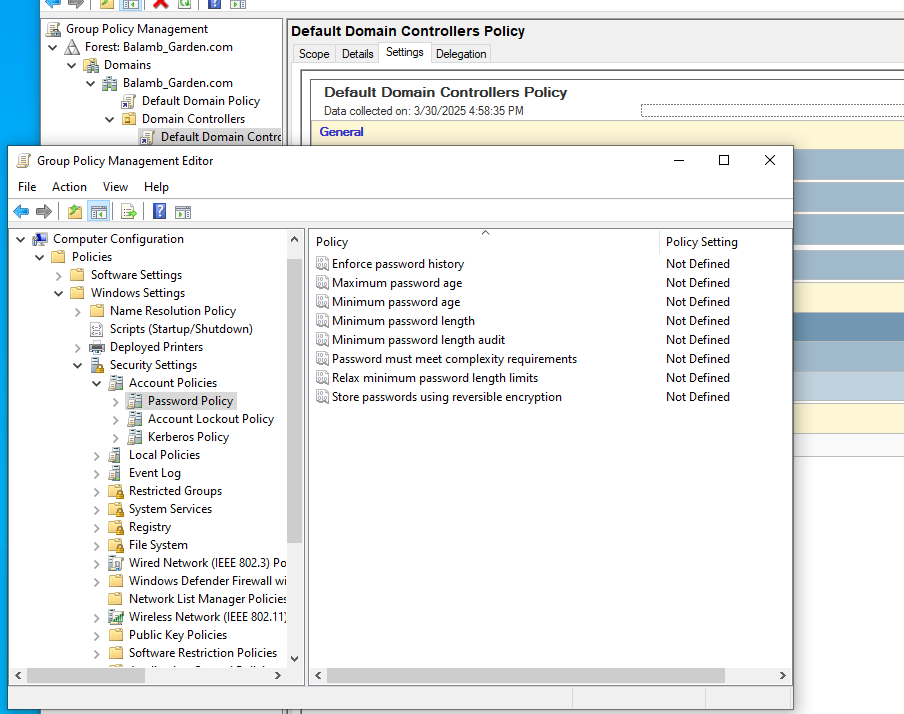 Group Policy Management
Forest: Balamb_Garden.com
Domains
Balamb_Garden.com
Default Domain Policy
Domain Controllers
Default Domain Contro
Default Domain Controllers Policy
Scope Details Settings Delegation
Default Domain Controllers Policy
Data collected on: 3/30/2025 4:58:35 PM
General
Group Policy Management Editor
File Action View Help
Computer Configuration
Policies
Software Settings
Windows Settings
Name Resolution Policy
Scripts (Startup/Shutdown)
Deployed Printers
Security Settings
Account Policies
Password Policy
Account Lockout Policy
Kerberos Policy
Local Policies
Event Log
Restricted Groups
System Services
Registry
File System
Wired Network (IEEE 802.3) Po
Windows Defender Firewall wi
Network List Manager Policies
Wireless Network (IEEE 802.11)
Public Key Policies
Software Restriction Policies
Policy Policy Setting
Enforce password history Not Defined
Maximum password age Not Defined
Minimum password age Not Defined
Minimum password length Not Defined
Minimum password length audit Not Defined
Password must meet complexity requirements Not Defined
Relax minimum password length limits Not Defined
Store passwords using reversible encryption Not Defined